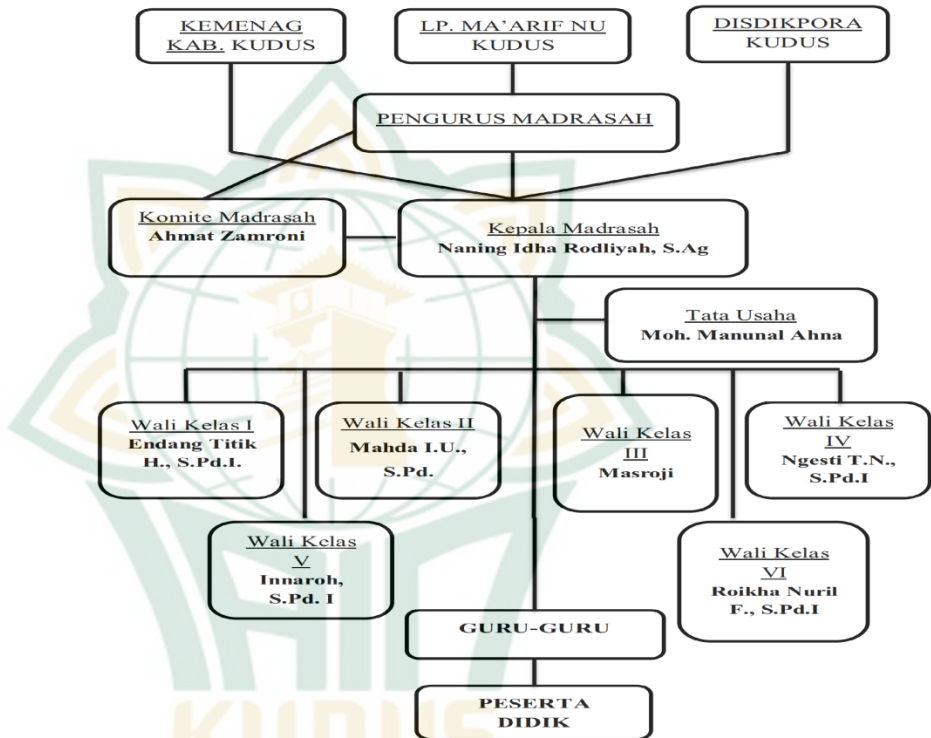 KEMENAG
KAB. KUDUS
LP. MA’ARIF NU
KUDUS
DISDIKPORA
KUDUS
PENGURUS MADRASAH
Komite Madrasah
Ahmat Zamroni
Kepala Madrasah
Naning Idha Rodliyah, S.Ag
Tata Usaha
Moh. Manunal Ahna
Wali Kelas I
Endang Titik
H., S.Pd.I.
Wali Kelas II
Mahda I.U.,
S.Pd.
Wali Kelas
III
Masroji
Wali Kelas
IV
Ngesti T.N.,
S.Pd.I
Wali Kelas
V
Innaroh,
S.Pd. I
Wali Kelas
VI
Roikha Nuril
F., S.Pd.I
GURU-GURU
PESERTA
DIDIK
KUDUS